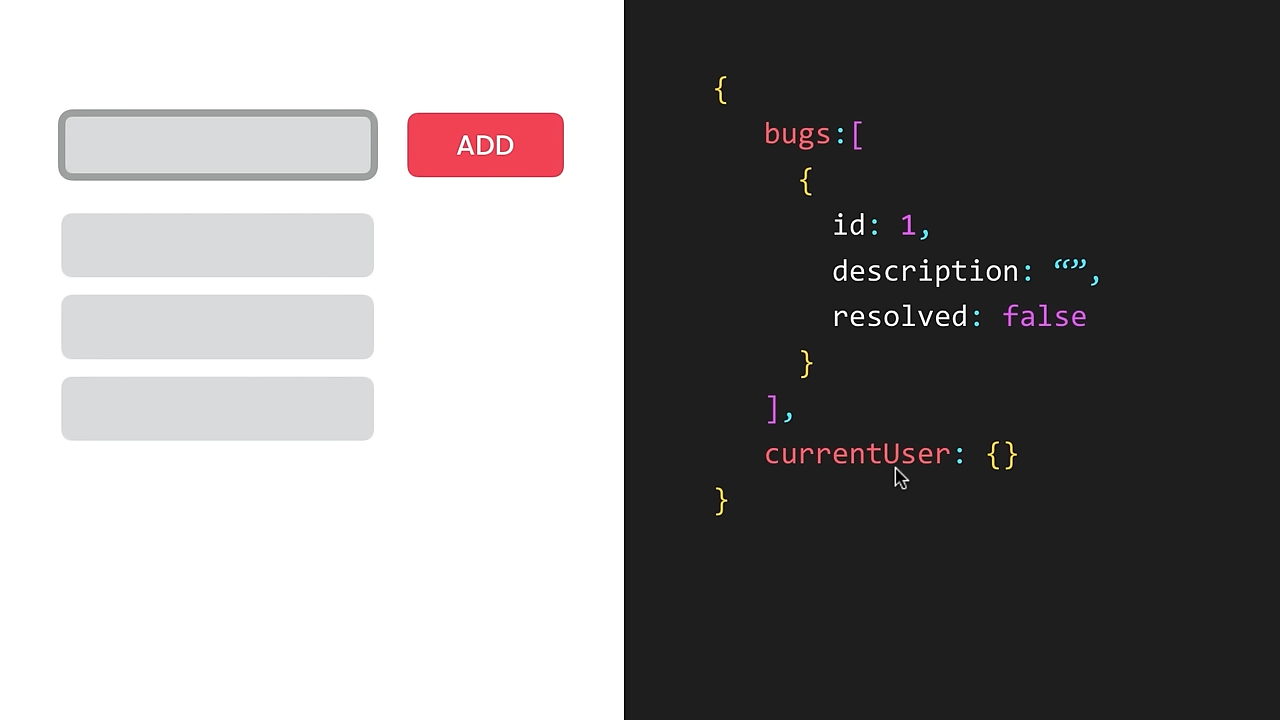 ADD
{
bugs:[
{
id: 1,
description: “”,
resolved: false
}
],
currentUser: {}
}